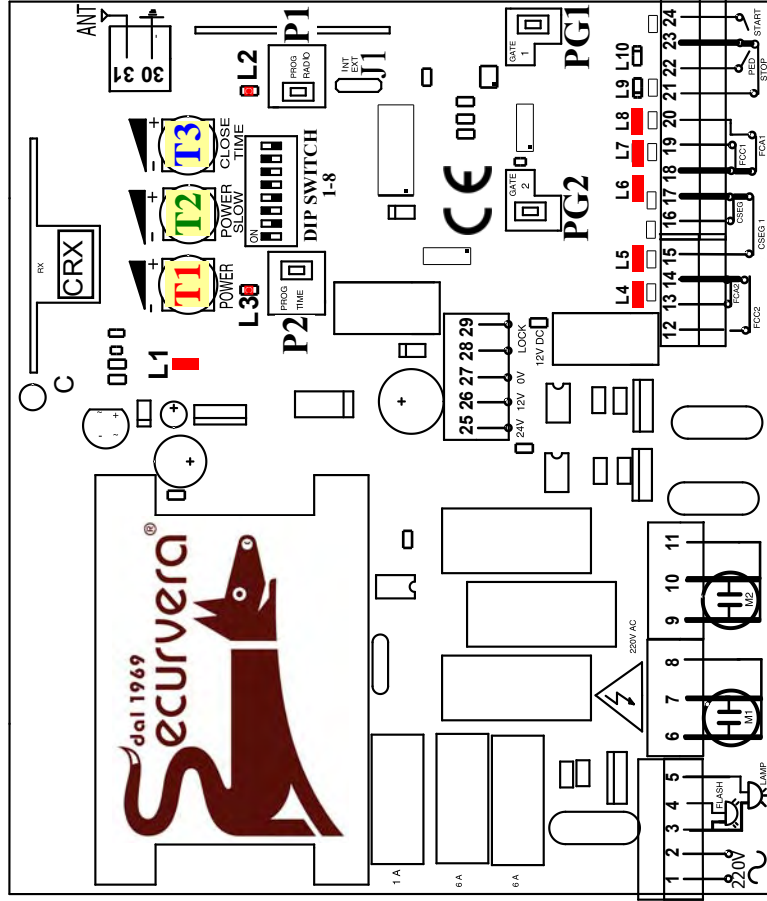 ANT
30 31
P1
L2
PROG
RADIO
INT
EXT
J1
GATE
1
PG1
L10
L9
L8
L7
L6
L5
L4
24
23
22
21
20
19
18
17
16
15
14
13
12
START
STOP
PED
FCA1
FCC1
CSEG
CSEG 1
FCA2
FCC2
RX
CRX
C
+
-
T3
CLOSE
TIME
+
-
T2
POWER
SLOW
+
-
T1
POWER
ON
DIP SWITCH
1-8
L3
PROG
TIME
P2
L1
CE
GATE
2
PG2
25 26 27 28 29
24V 12V 0V LOCK
12V DC
dal 1969
ecurvera®
1 A
6 A
6 A
220V AC
11
10
9
M2
8
7
6
M1
5
4
3
2
1
FLASH
LAMP
220V